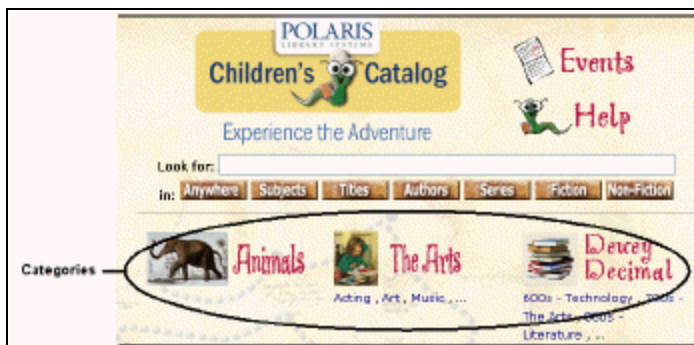 POLARIS
LIBRARY SYSTEMS
Children's Catalog
Experience the Adventure
Events
Help
Look for:
in: Anywhere Subjects Titles Authors Series Fiction Non-Fiction
Categories
Animals
The Arts
Acting , Art , Music , ...
Dewey
Decimal
600s - Technology , 700s -
The Arts , 800s -
Literature , ...